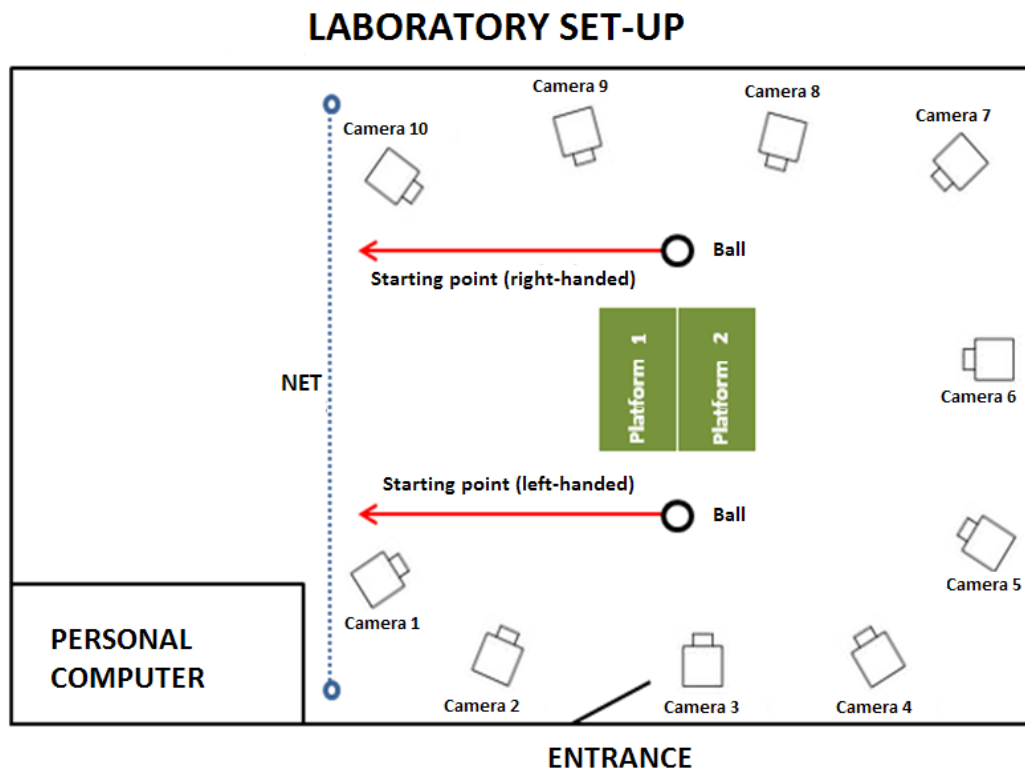 LABORATORY SET-UP
Camera 9
Camera 8
Camera 10
Camera 7
Ball
Starting point (right-handed)
Platform 1
Platform 2
NET
Camera 6
Starting point (left-handed)
Ball
Camera 5
Camera 1
PERSONAL
COMPUTER
Camera 2
Camera 3
Camera 4
ENTRANCE